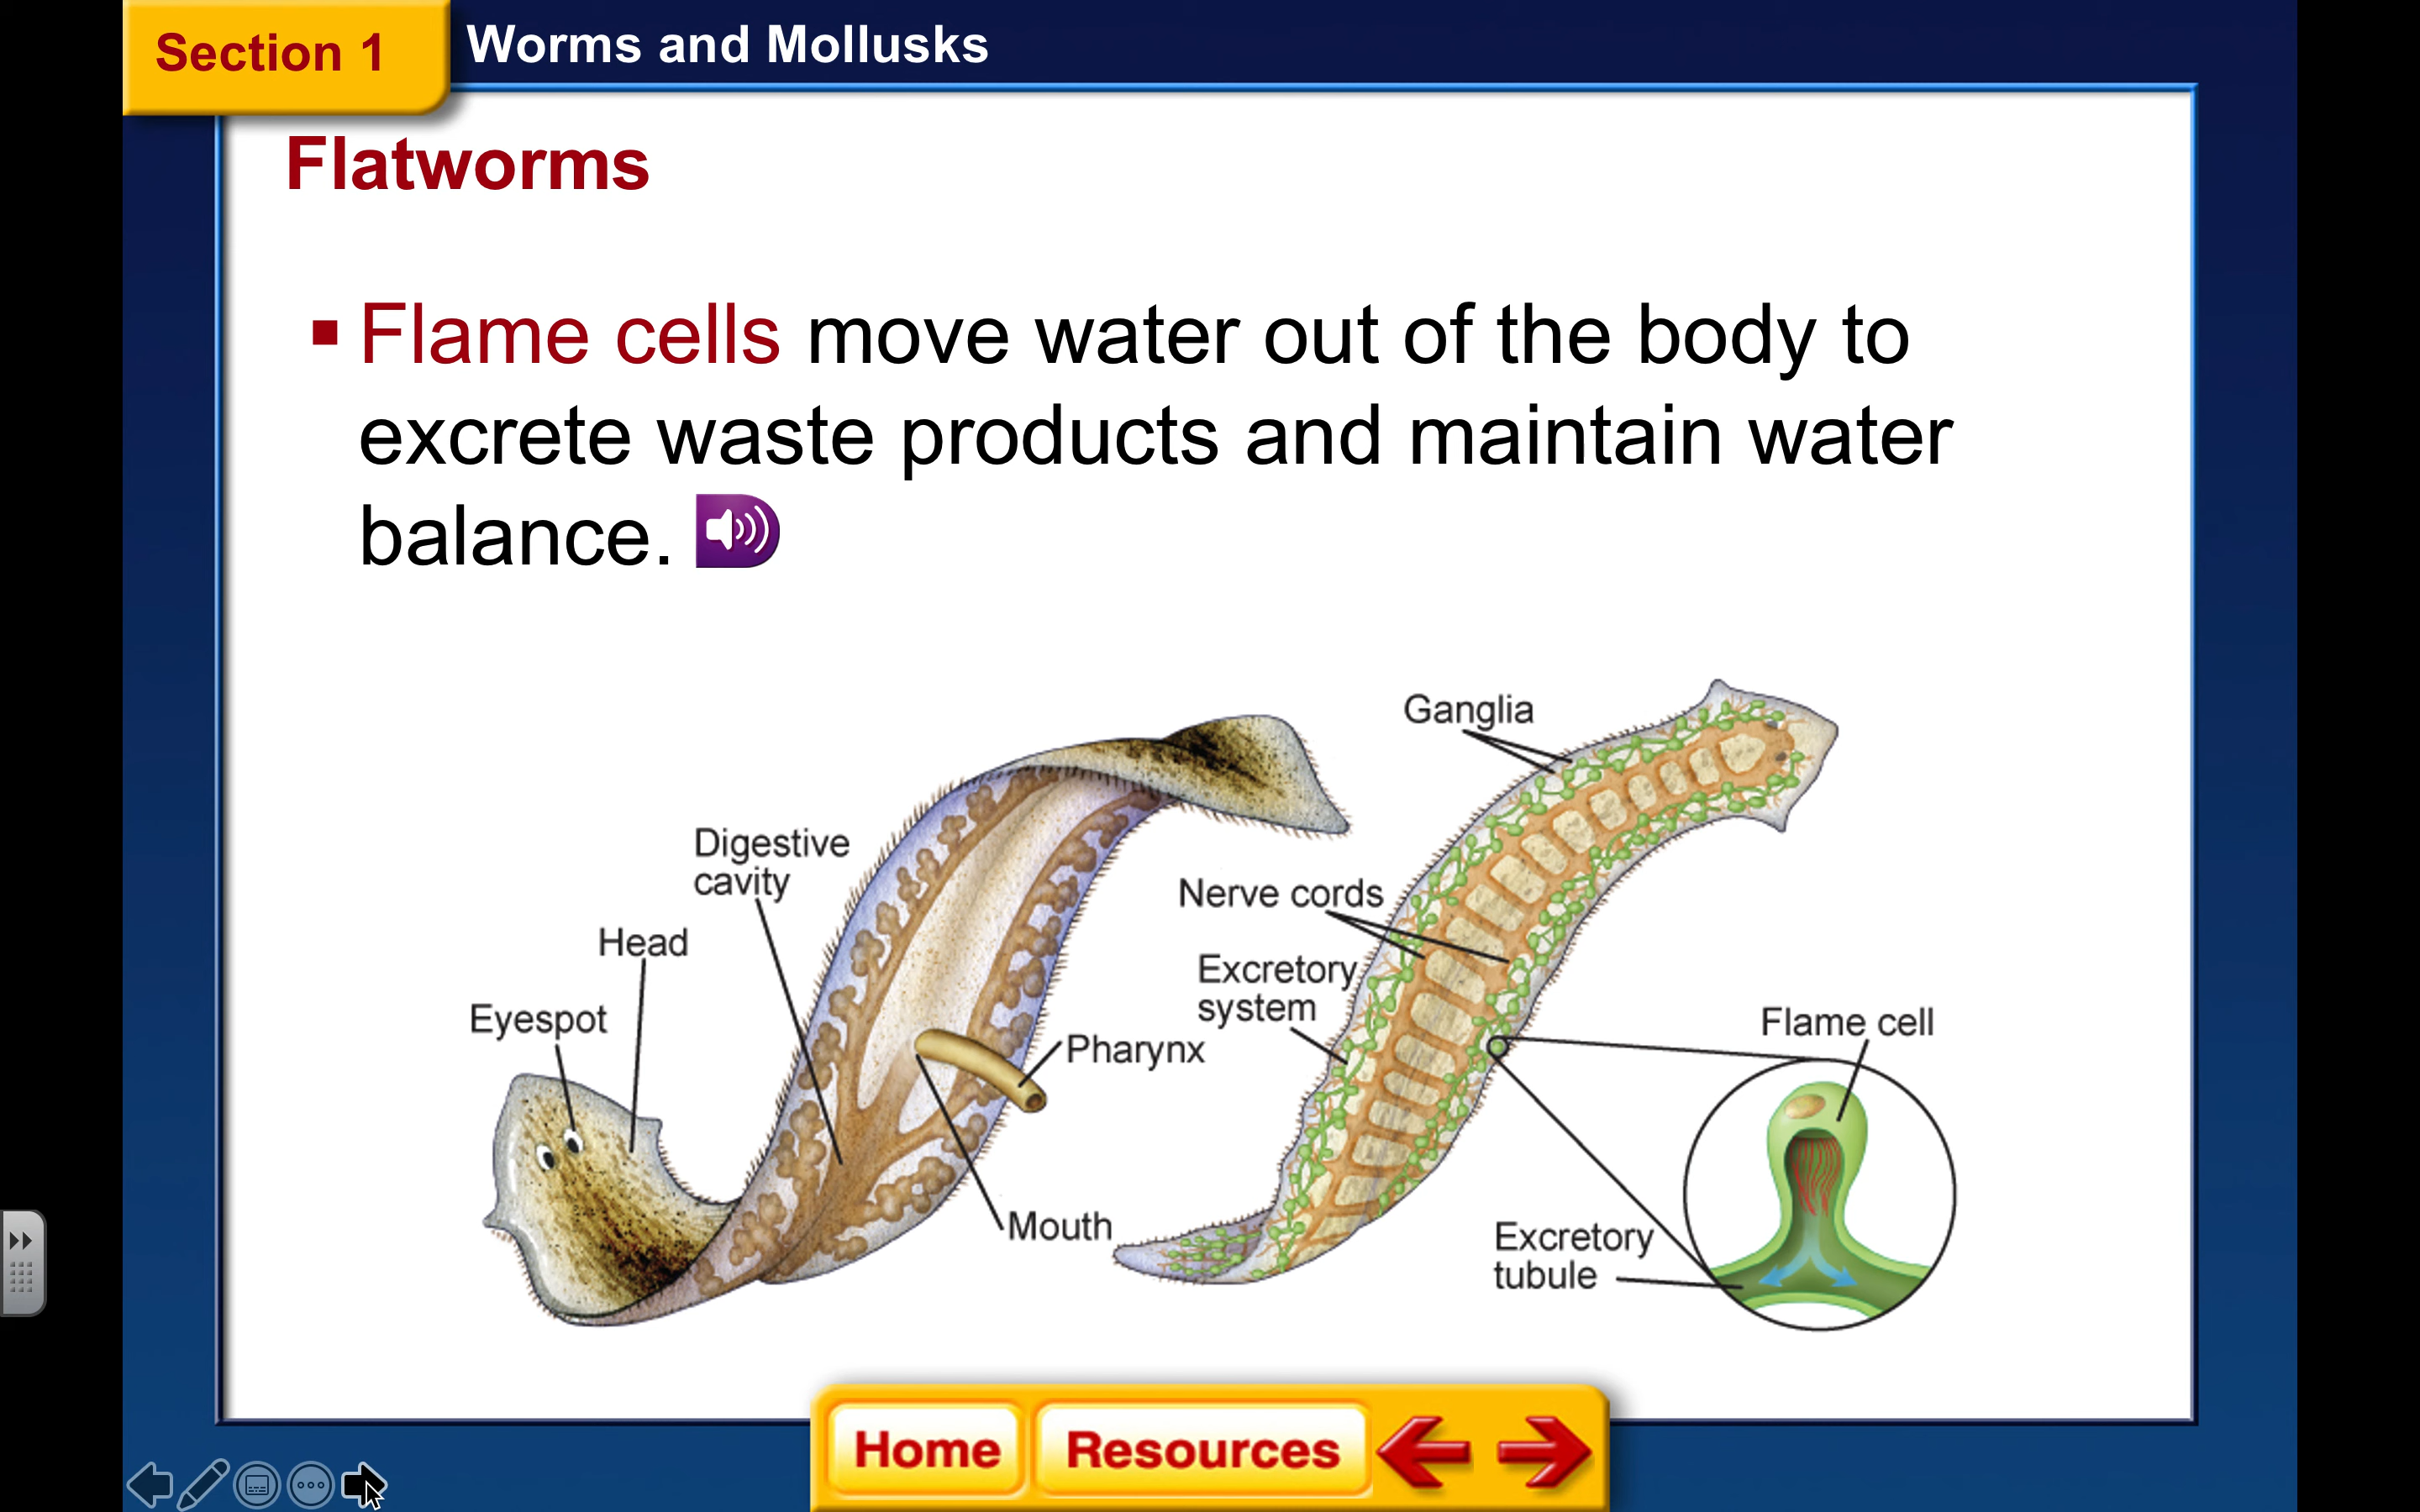 Section 1
Worms and Mollusks
Flatworms
Flame cells move water out of the body to
excrete waste products and maintain water
balance.
Ganglia
Digestive
cavity
Nerve cords
Head
Excretory
system
Eyespot
Pharynx
Flame cell
Mouth
Excretory
tubule
Home
Resources